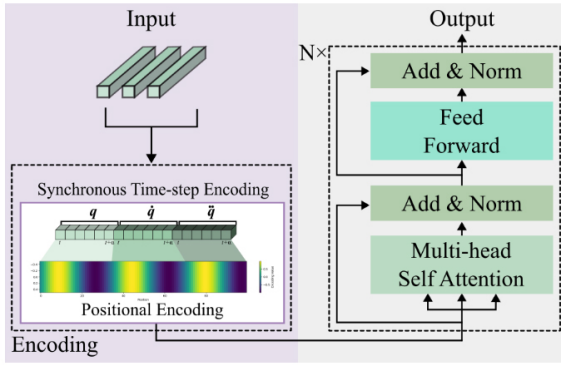 Input
Synchronous Time-step Encoding
q q̇ q̈
Positional Encoding
Encoding
Output
N×
Add & Norm
Feed
Forward
Add & Norm
Multi-head
Self Attention